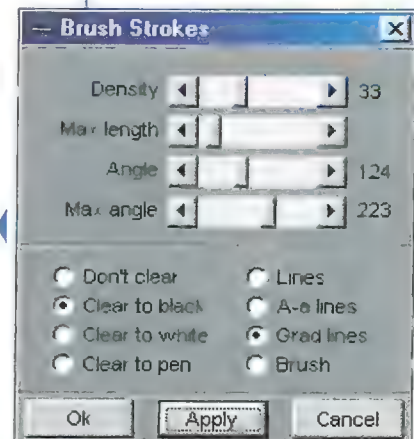 Brush Strokes
Density 33
Max length
Angle 124
Max angle 223
Don't clear
Lines
Clear to black
A-a lines
Clear to white
Grad lines
Clear to pen
Brush
Ok
Apply
Cancel